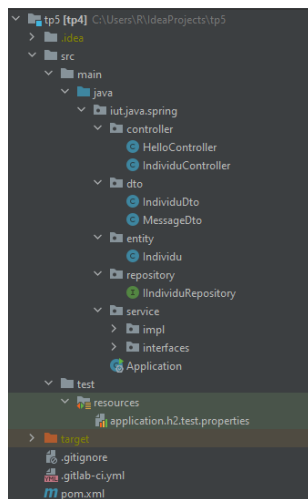 tp5 [tp4] C:\Users\R\IdeaProjects\tp5
.idea
src
main
java
iut.java.spring
controller
HelloController
IndividuController
dto
IndividuDto
MessageDto
entity
Individu
repository
IIndividuRepository
service
impl
interfaces
Application
test
resources
application.h2.test.properties
target
.gitignore
.gitlab-ci.yml
pom.xml